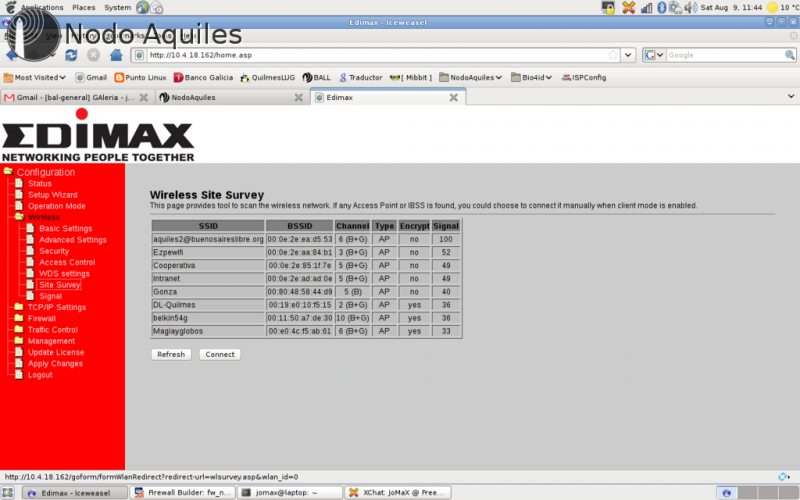 Applications Places System
Sat Aug 9, 11:44 10 °C
Edimax - Iceweasel
Nodo Aquiles
View History Bookmarks Tools Help
http://10.4.18.162/home.asp
Google
Most Visited Gmail Punto Linux Banco Galicia QuilmesLUG BALL Traductor [ Mibbit ] NodoAquiles Bio4id ISPConfig
Gmail - [bal-general] GAleria - j... NodoAquiles Edimax
EDIMAX
NETWORKING PEOPLE TOGETHER
Configuration
Status
Setup Wizard
Operation Mode
Wireless
Basic Settings
Advanced Settings
Security
Access Control
WDS settings
Site Survey
Signal
TCP/IP Settings
Firewall
Traffic Control
Management
Update License
Apply Changes
Logout
Wireless Site Survey
This page provides tool to scan the wireless network. If any Access Point or IBSS is found, you could choose to connect it manually when client mode is enabled.
SSID BSSID Channel Type Encrypt Signal
aquiles2@buenosaireslibre.org 00:0e:2e:ea:d5:53 6 (B+G) AP no 100
Ezpewifi 00:0e:2e:aa:84:b1 3 (B+G) AP no 52
Cooperativa 00:0e:2e:85:1f:7e 5 (B+G) AP no 49
Intranet 00:0e:2e:ad:ad:0e 5 (B+G) AP no 49
Gonza 00:80:48:58:44:d9 5 (B) AP no 40
DL-Quilmes 00:19:e0:10:f5:15 2 (B+G) AP yes 36
belkin54g 00:11:50:a7:de:30 10 (B+G) AP yes 36
Magiayglobos 00:e0:4c:f5:ab:61 6 (B+G) AP yes 33
Refresh Connect
http://10.4.18.162/goform/formWlanRedirect?redirect-url=wlsurvey.asp&wlan_id=0
Edimax - Iceweasel Firewall Builder: fw_n... jomax@laptop: ~ XChat: JoMaX @ Free...